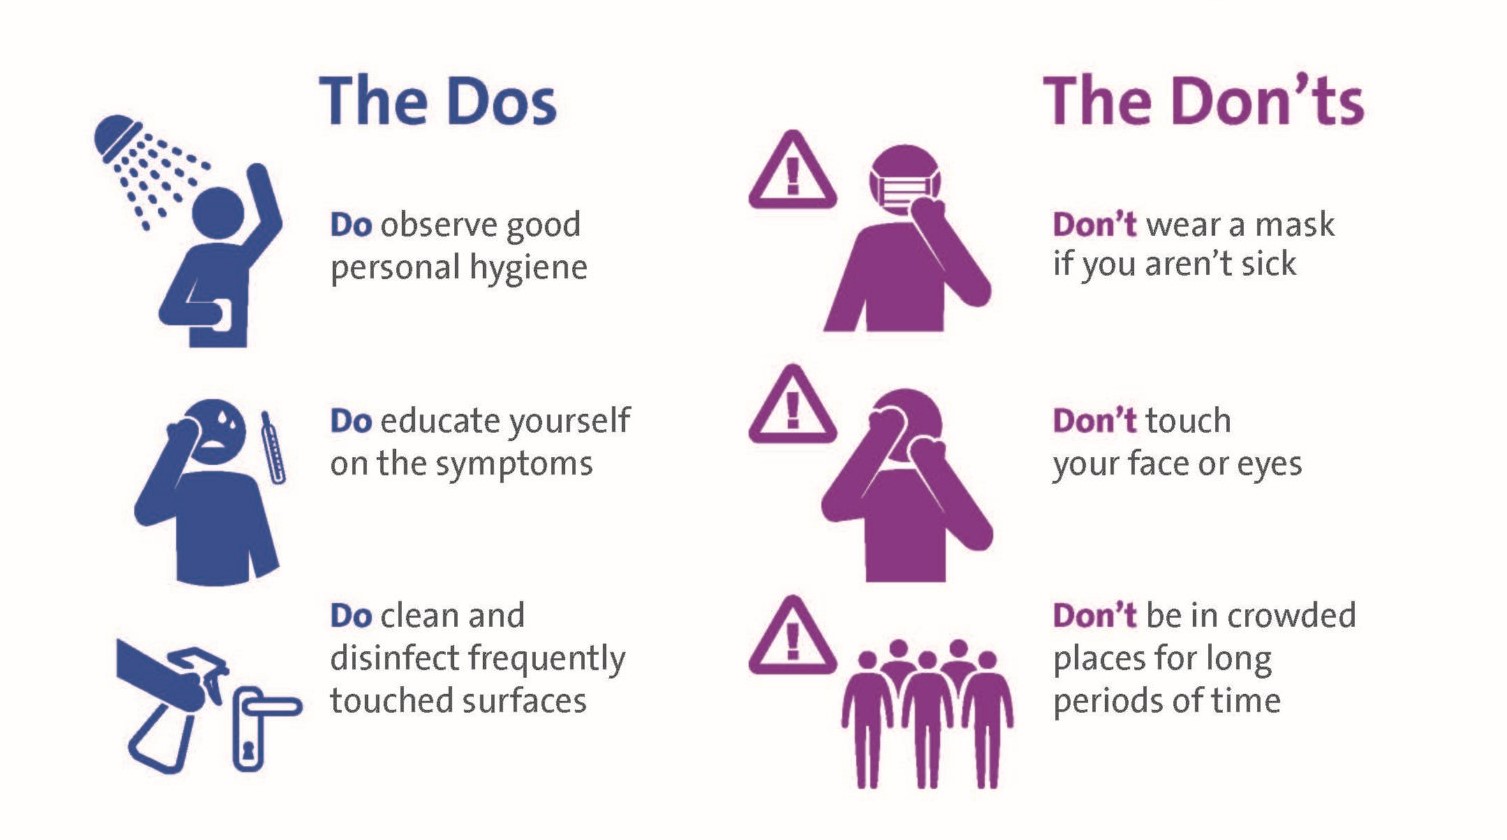 The Dos
Do observe good
personal hygiene
Do educate yourself
on the symptoms
Do clean and
disinfect frequently
touched surfaces
The Don’ts
Don’t wear a mask
if you aren’t sick
Don’t touch
your face or eyes
Don’t be in crowded
places for long
periods of time